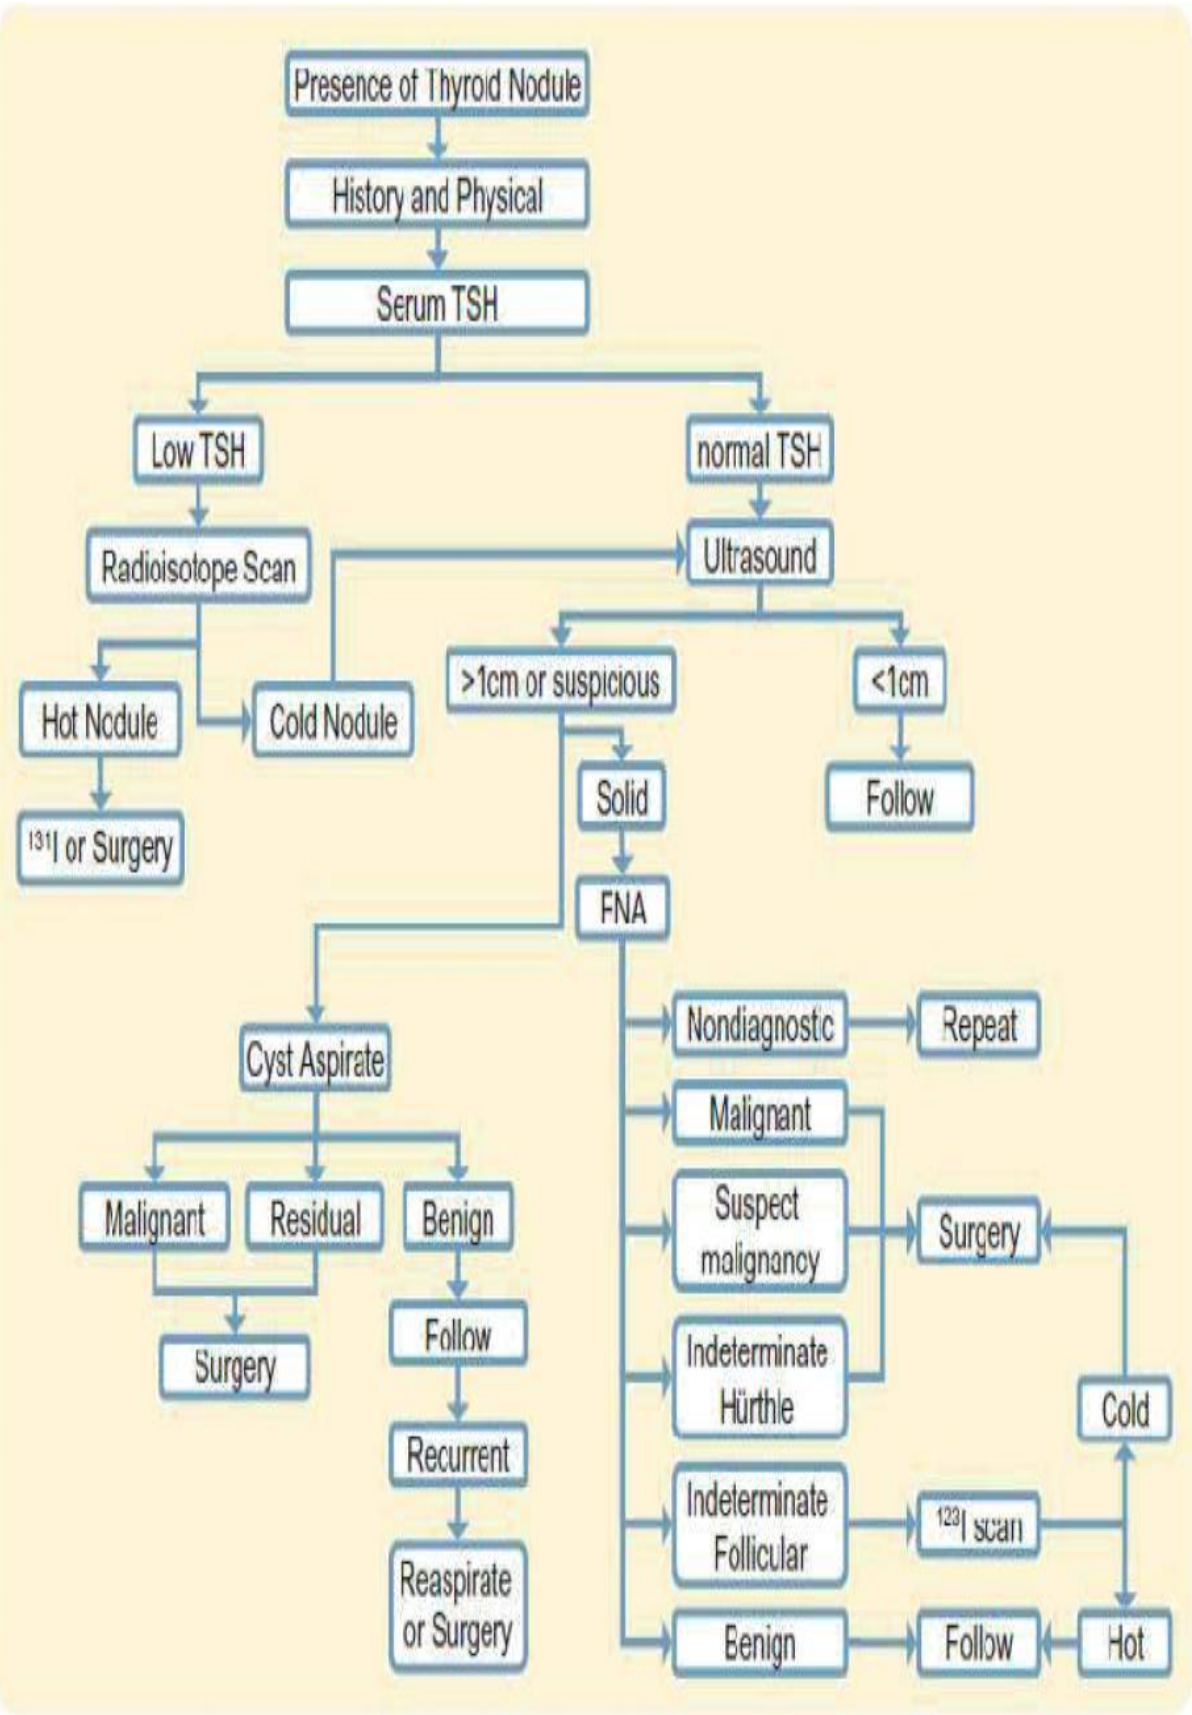 Presence of Thyroid Nodule
History and Physical
Serum TSH
Low TSH
normal TSH
Radioisotope Scan
Ultrasound
>1cm or suspicious
<1cm
Hot Nodule
Cold Nodule
Solid
Follow
¹³¹I or Surgery
FNA
Nondiagnostic
Repeat
Cyst Aspirate
Malignant
Malignant
Residual
Benign
Suspect
malignancy
Surgery
Follow
Surgery
Indeterminate
Hürthle
Cold
Recurrent
Indeterminate
Follicular
¹²³I scan
Reaspirate
or Surgery
Benign
Follow
Hot